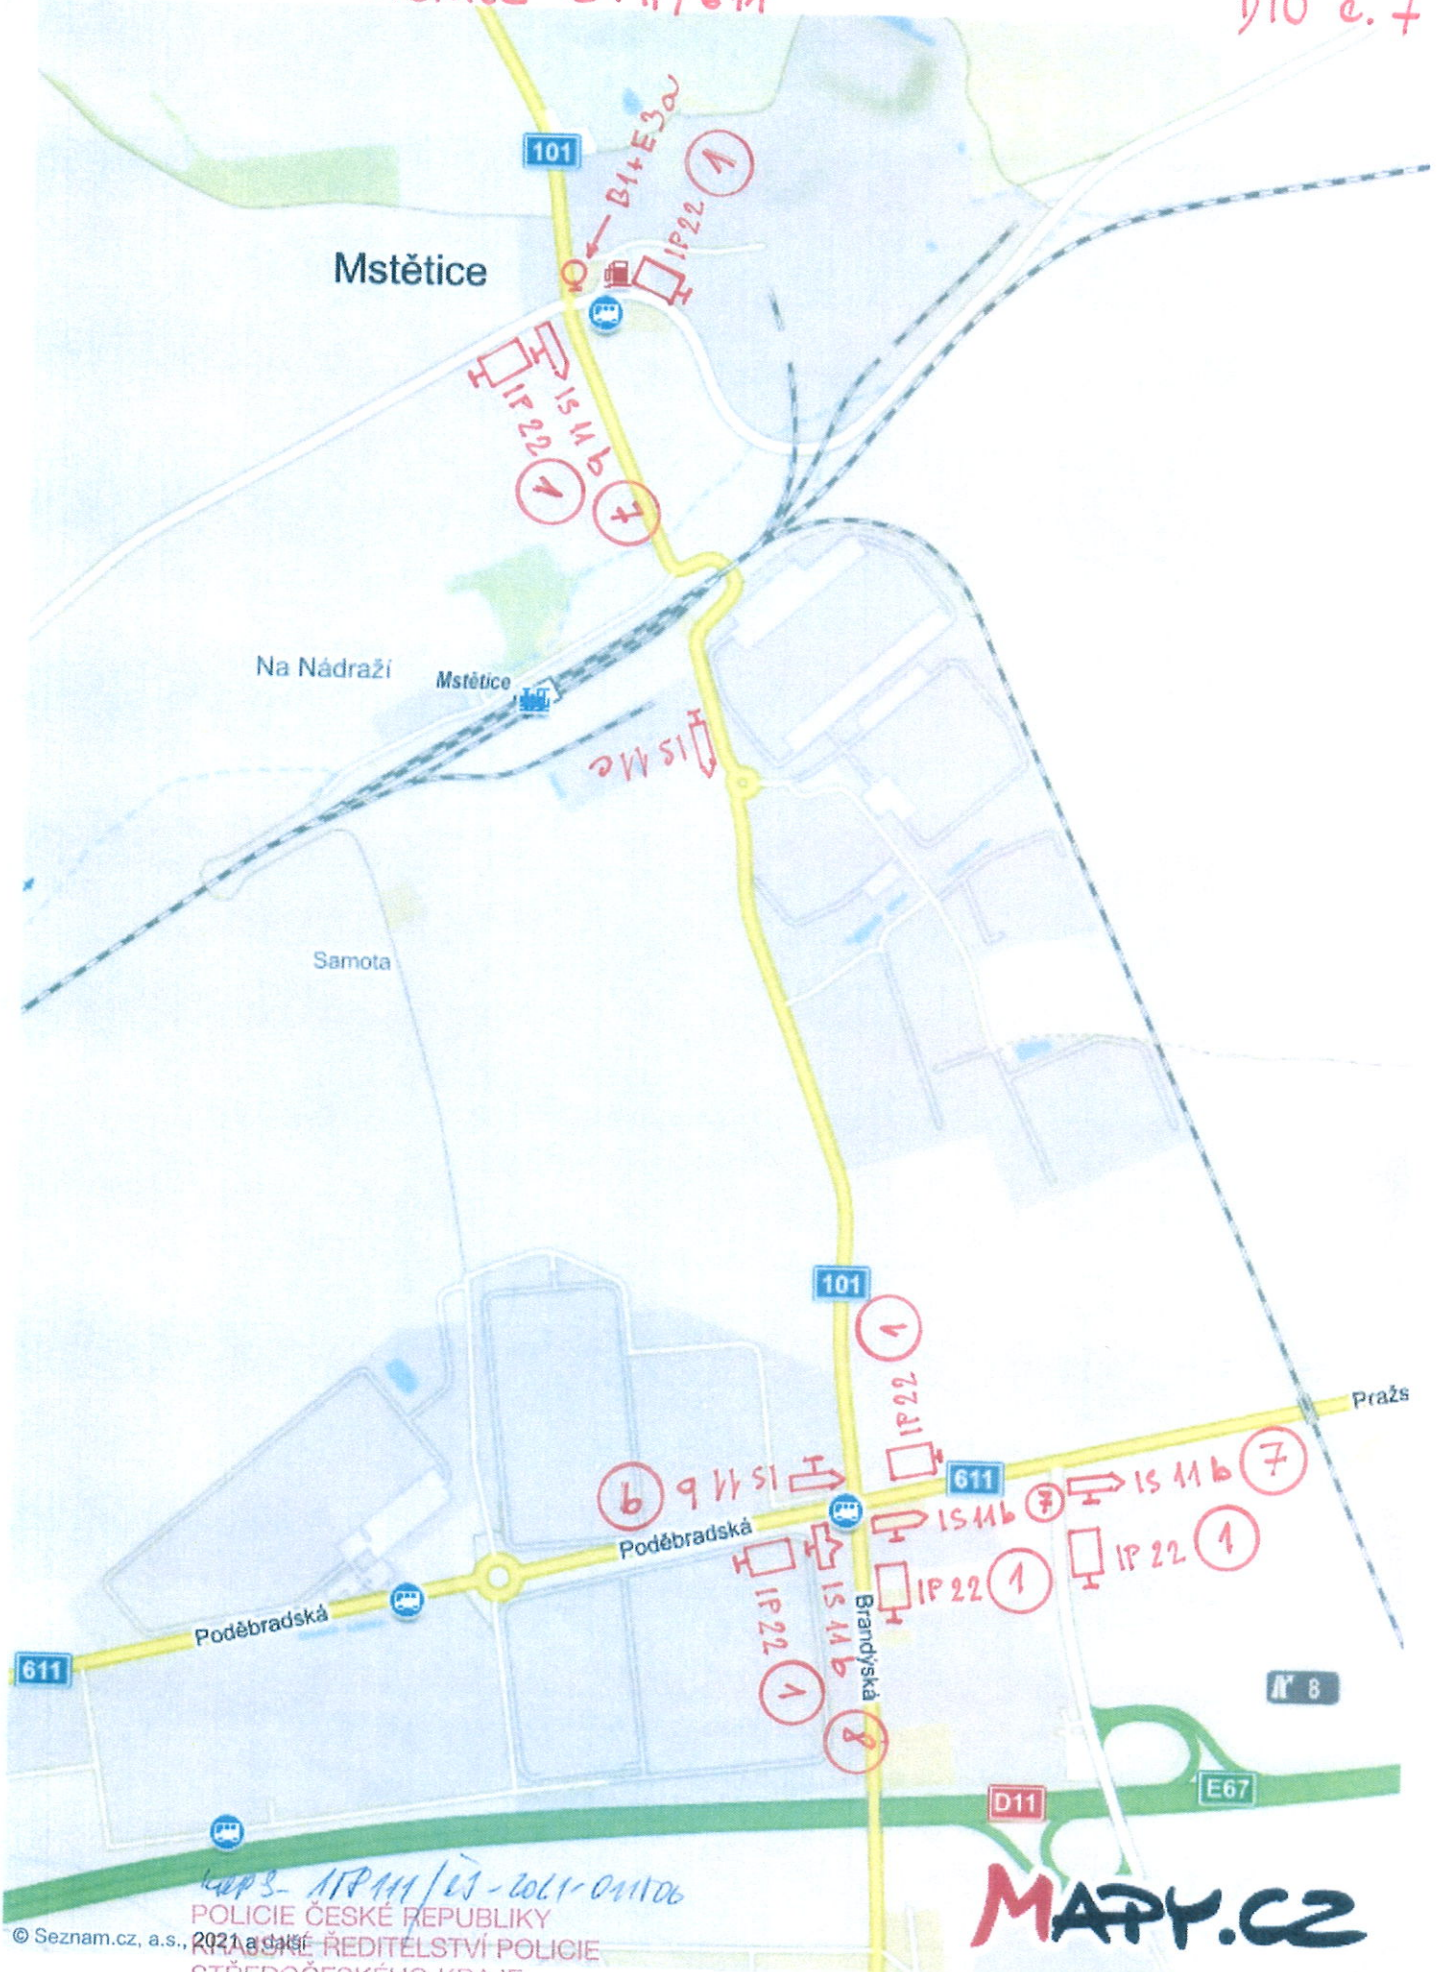 DIO č. 7
101
B1+E3a
1
IP22
Mstětice
IS 11b
IP22
1
7
Na Nádraží
Mstětice
IS 11c
Samota
101
1
IP22
Pražs
611
6
IS 11b
IS 11b
7
IS 11b
7
Poděbradská
IP22
1
IP 22
1
IP22
1
IS 11b
8
Brandýská
Poděbradská
611
8
E67
D11
MAPY.CZ
POLICIE ČESKÉ REPUBLIKY
© Seznam.cz, a.s., 2021 a další
KRAJSKÉ ŘEDITELSTVÍ POLICIE
STŘEDOČESKÉHO KRAJE